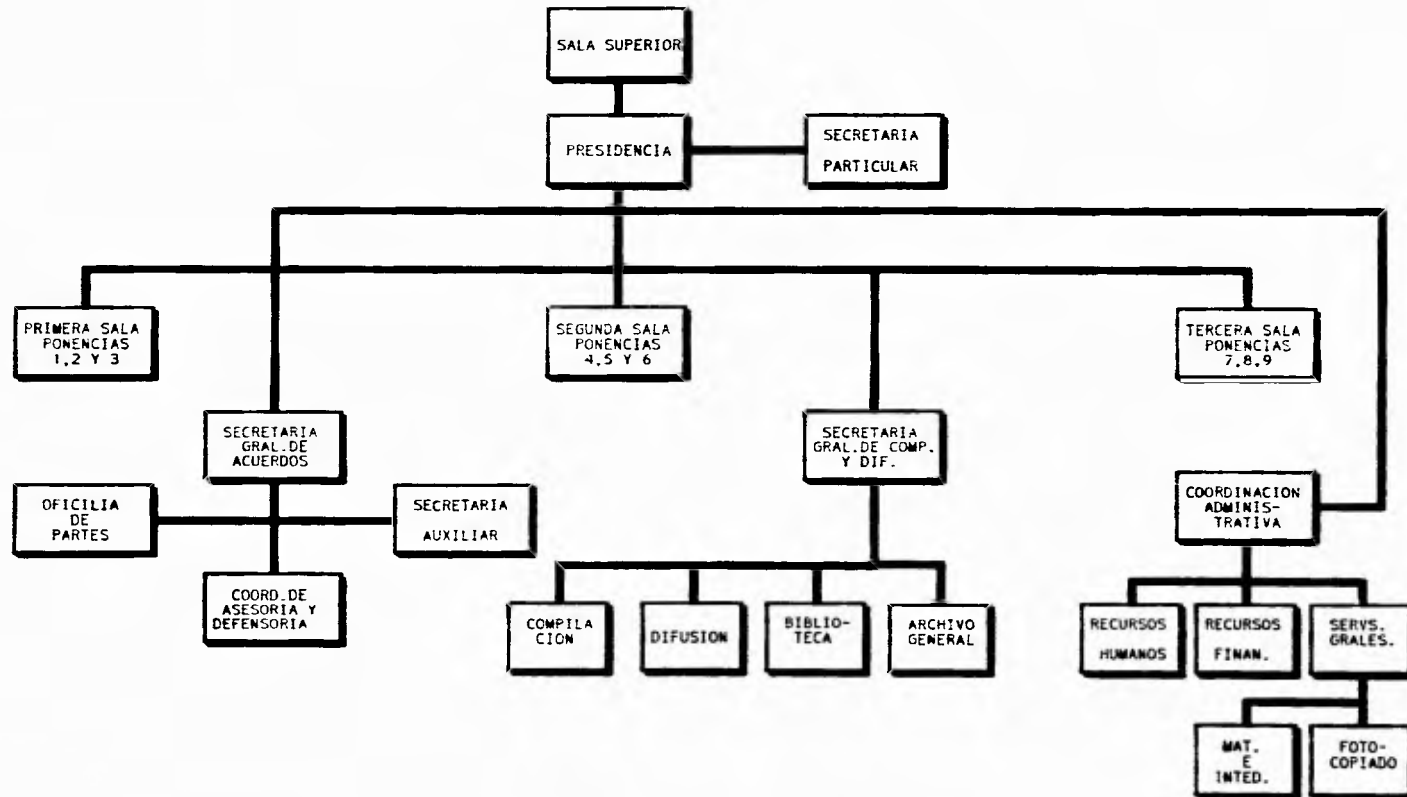 SALA SUPERIOR
PRESIDENCIA
SECRETARIA
PARTICULAR
PRIMERA SALA
PONENCIAS
1,2 Y 3
SEGUNDA SALA
PONENCIAS
4,5 Y 6
TERCERA SALA
PONENCIAS
7,8,9
SECRETARIA
GRAL.DE
ACUERDOS
SECRETARIA
GRAL.DE COMP.
Y DIF.
OFICILIA
DE
PARTES
SECRETARIA
AUXILIAR
COORDINACION
ADMINIS-
TRATIVA
COORD.DE
ASESORIA Y
DEFENSORIA
COMPILA
CION
DIFUSION
BIBLIO-
TECA
ARCHIVO
GENERAL
RECURSOS
HUMANOS
RECURSOS
FINAN.
SERVS.
GRALES.
MAT.
E
INTED.
FOTO-
COPIADO